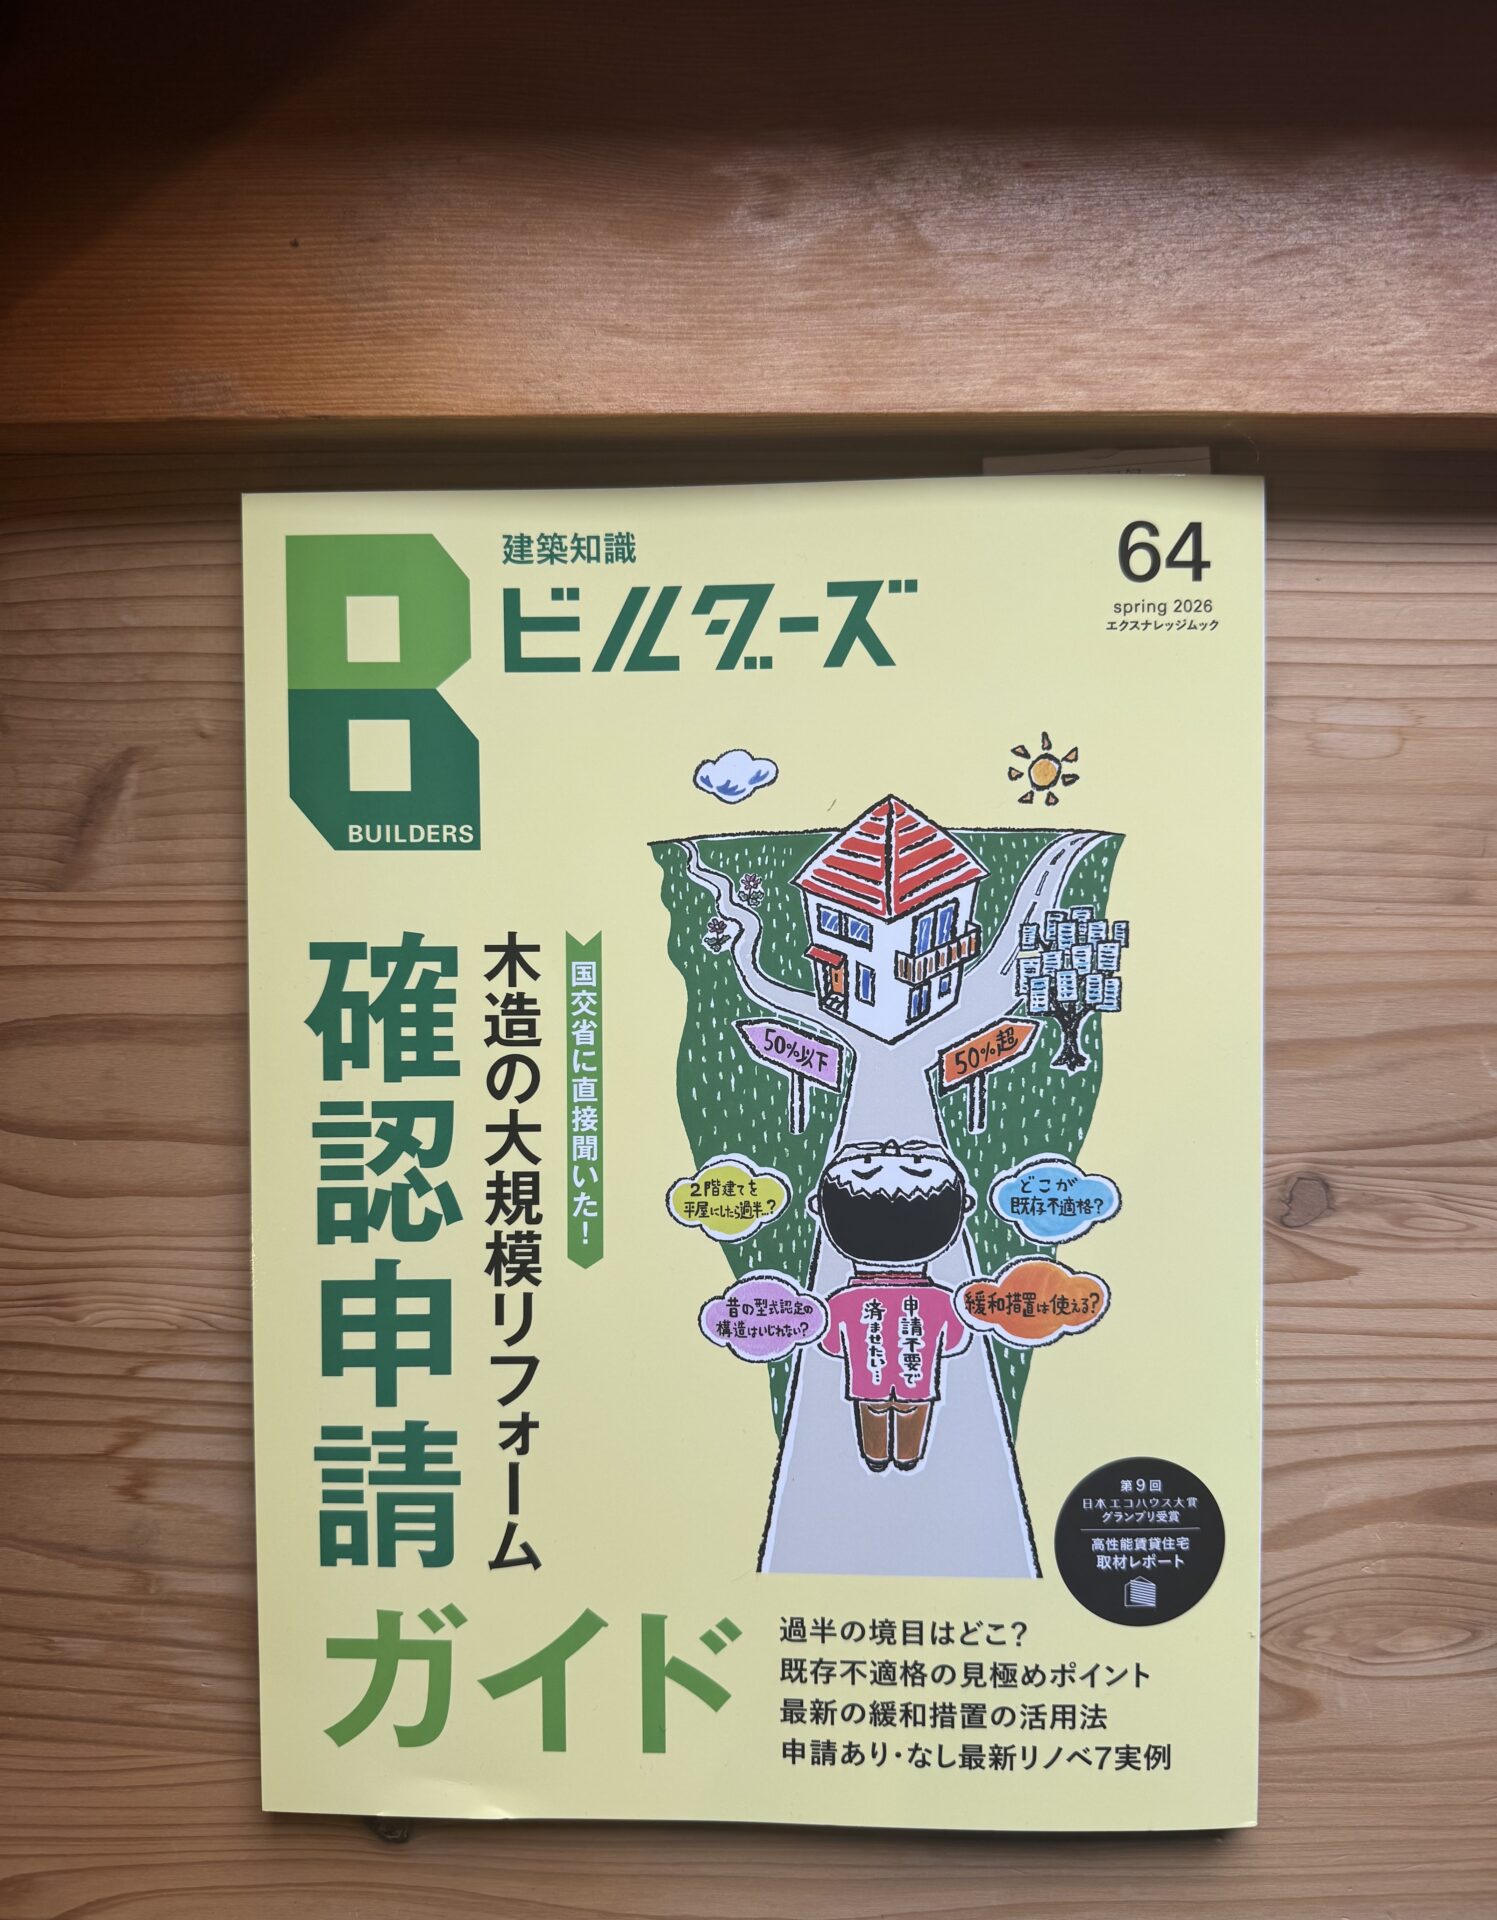 建築知識
ビルダーズ
64
spring 2026
エクスナレッジムック
BUILDERS
国交省に直接聞いた!
木造の大規模リフォーム
確認申請
ガイド
50%以下
50%超
2階建てを
平屋にしたら過半…?
どこが
既存不適格?
昔の型式認定の
構造はいじれない?
緩和措置は使える?
申請不要で
済ませたい…
第9回
日本エコハウス大賞
グランプリ受賞
高性能賃貸住宅
取材レポート
過半の境目はどこ?
既存不適格の見極めポイント
最新の緩和措置の活用法
申請あり・なし最新リノベ7実例